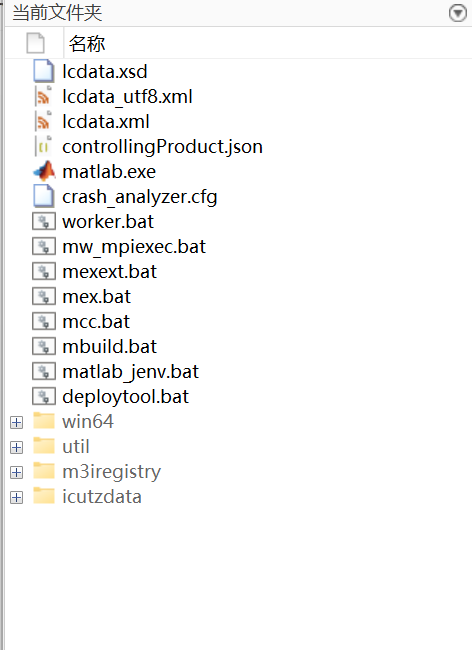 当前文件夹
名称
lcdata.xsd
lcdata_utf8.xml
lcdata.xml
controllingProduct.json
matlab.exe
crash_analyzer.cfg
worker.bat
mw_mpiexec.bat
mexext.bat
mex.bat
mcc.bat
mbuild.bat
matlab_jenv.bat
deploytool.bat
win64
util
m3iregistry
icutzdata